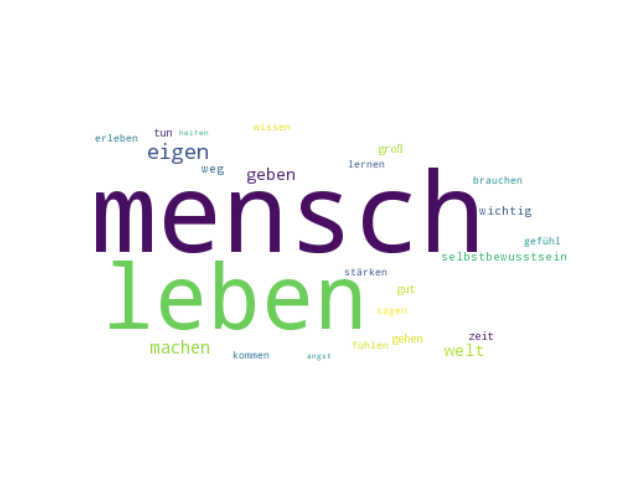 wissen
erleben
tun
helfen
eigen
groß
weg
lernen
geben
brauchen
mensch
wichtig
gefühl
selbstbewusstsein
leben
stärken
gut
sagen
zeit
gehen
fühlen
machen
welt
kommen
angst